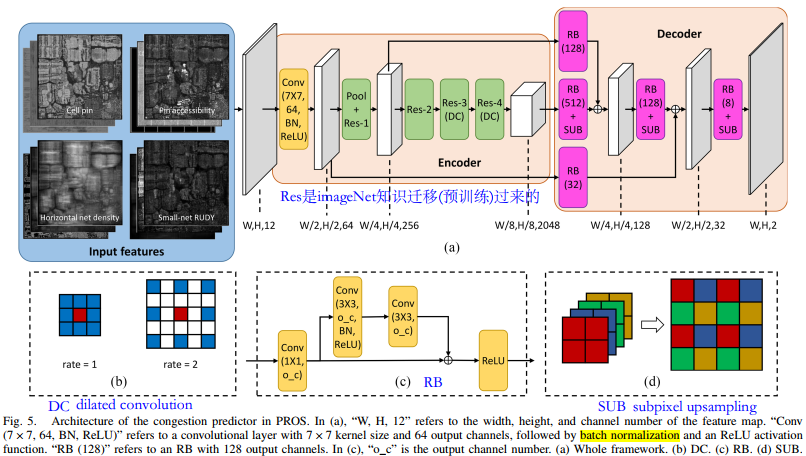 Cell pin
Pin accessibility
Horizontal net density
Small-net RUDY
Input features
Conv
(7X7,
64,
BN,
ReLU)
Pool
+
Res-1
Res-2
Res-3
(DC)
Res-4
(DC)
Encoder
Decoder
RB
(128)
RB
(512)
+
SUB
RB
(32)
RB
(128)
+
SUB
RB
(8)
+
SUB
Res是imageNet知识迁移(预训练)过来的
W,H,12
W/2,H/2,64
W/4,H/4,256
W/8,H/8,2048
W/4,H/4,128
W/2,H/2,32
W,H,2
(a)
rate = 1
rate = 2
(b)
DC dilated convolution
Conv
(1X1,
o_c)
Conv
(3X3,
o_c,
BN,
ReLU)
Conv
(3X3,
o_c)
ReLU
(c)
RB
(d)
SUB subpixel upsampling
Fig. 5. Architecture of the congestion predictor in PROS. In (a), “W, H, 12” refers to the width, height, and channel number of the feature map. “Conv
(7 × 7, 64, BN, ReLU)” refers to a convolutional layer with 7 × 7 kernel size and 64 output channels, followed by batch normalization and an ReLU activation
function. “RB (128)” refers to an RB with 128 output channels. In (c), “o_c” is the output channel number. (a) Whole framework. (b) DC. (c) RB. (d) SUB.